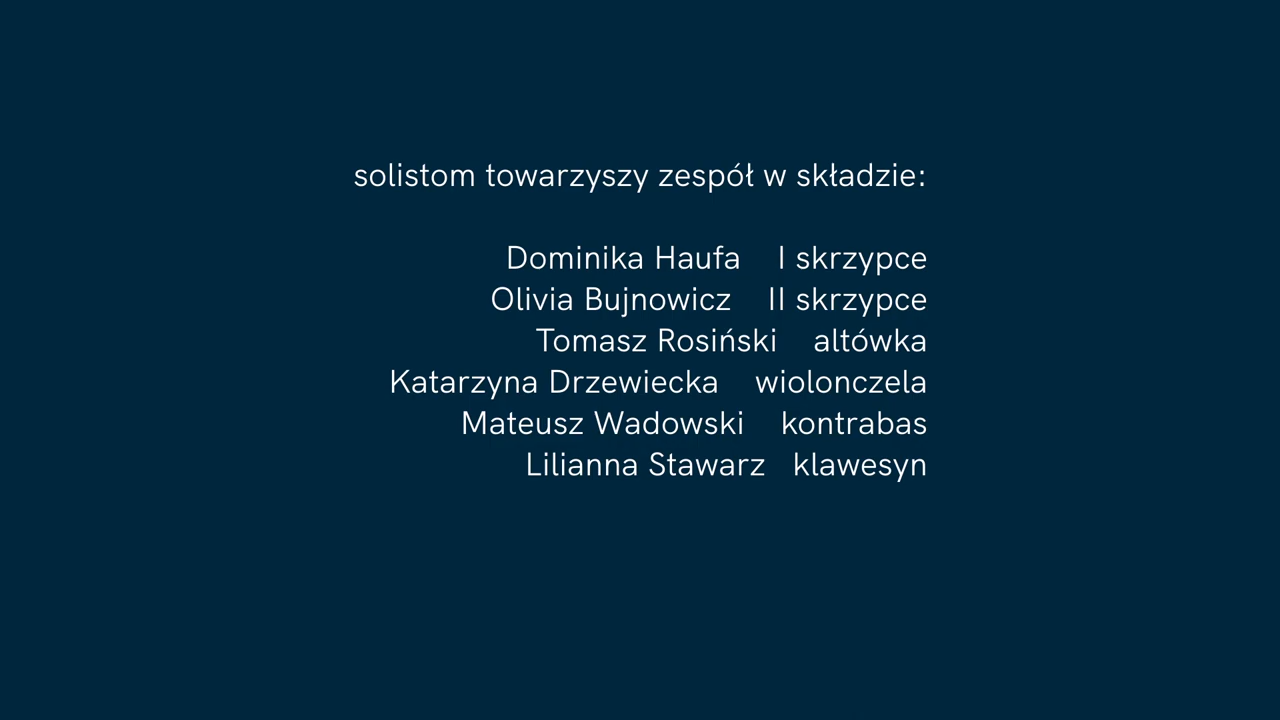 solistom towarzyszy zespół w składzie:
Dominika Haufa I skrzypce
Olivia Bujnowicz II skrzypce
Tomasz Rosiński altówka
Katarzyna Drzewiecka wiolonczela
Mateusz Wadowski kontrabas
Lilianna Stawarz klawesyn